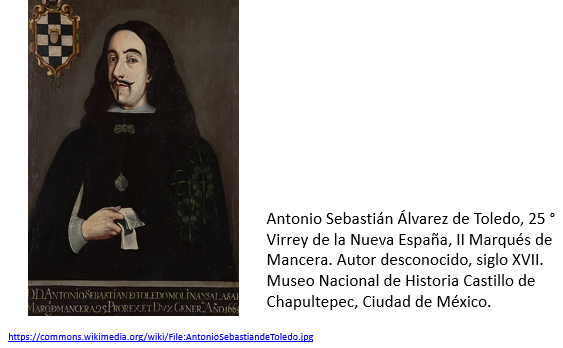 D.D. ANTONIO SEBASTIAN D TOLEDO MOLINA Y SALASAR
MARQ. D MANCERA 25. PROREX. ET DVX GENER. AÑO 166
Antonio Sebastián Álvarez de Toledo, 25 °
Virrey de la Nueva España, II Marqués de
Mancera. Autor desconocido, siglo XVII.
Museo Nacional de Historia Castillo de
Chapultepec, Ciudad de México.
https://commons.wikimedia.org/wiki/File:AntonioSebastiandeToledo.jpg